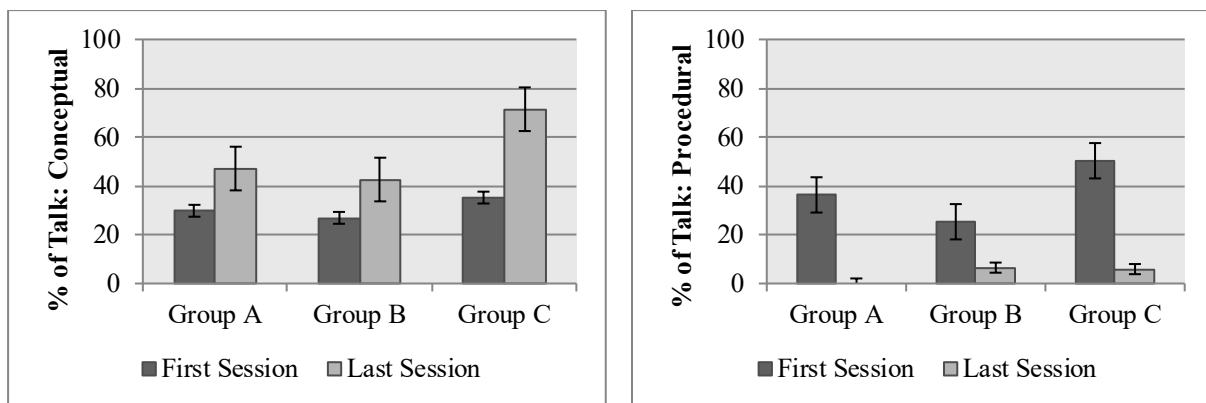 % of Talk: Conceptual
100
80
60
40
20
0
Group A Group B Group C
First Session Last Session
% of Talk: Procedural
100
80
60
40
20
0
Group A Group B Group C
First Session Last Session